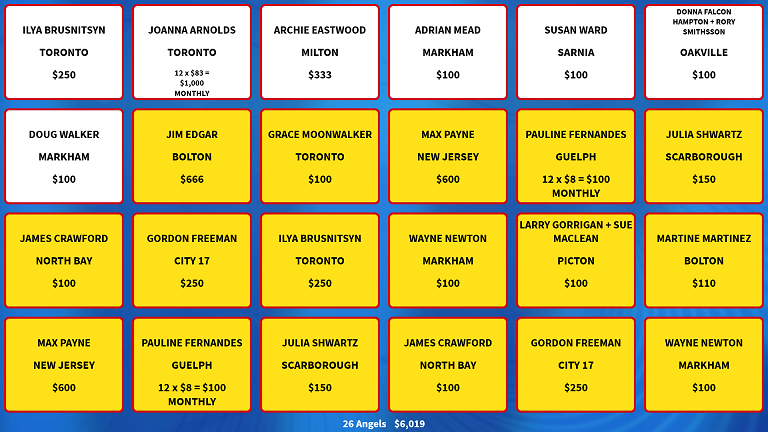 ILYA BRUSNITSYN
TORONTO
$250
JOANNA ARNOLDS
TORONTO
12 x $83 =
$1,000
MONTHLY
ARCHIE EASTWOOD
MILTON
$333
ADRIAN MEAD
MARKHAM
$100
SUSAN WARD
SARNIA
$100
DONNA FALCON
HAMPTON + RORY
SMITHSSON
OAKVILLE
$100
DOUG WALKER
MARKHAM
$100
JIM EDGAR
BOLTON
$666
GRACE MOONWALKER
TORONTO
$100
MAX PAYNE
NEW JERSEY
$600
PAULINE FERNANDES
GUELPH
12 x $8 = $100
MONTHLY
JULIA SHWARTZ
SCARBOROUGH
$150
JAMES CRAWFORD
NORTH BAY
$100
GORDON FREEMAN
CITY 17
$250
ILYA BRUSNITSYN
TORONTO
$250
WAYNE NEWTON
MARKHAM
$100
LARRY GORRIGAN + SUE
MACLEAN
PICTON
$100
MARTINE MARTINEZ
BOLTON
$110
MAX PAYNE
NEW JERSEY
$600
PAULINE FERNANDES
GUELPH
12 x $8 = $100
MONTHLY
JULIA SHWARTZ
SCARBOROUGH
$150
JAMES CRAWFORD
NORTH BAY
$100
GORDON FREEMAN
CITY 17
$250
WAYNE NEWTON
MARKHAM
$100
26 Angels $6,019